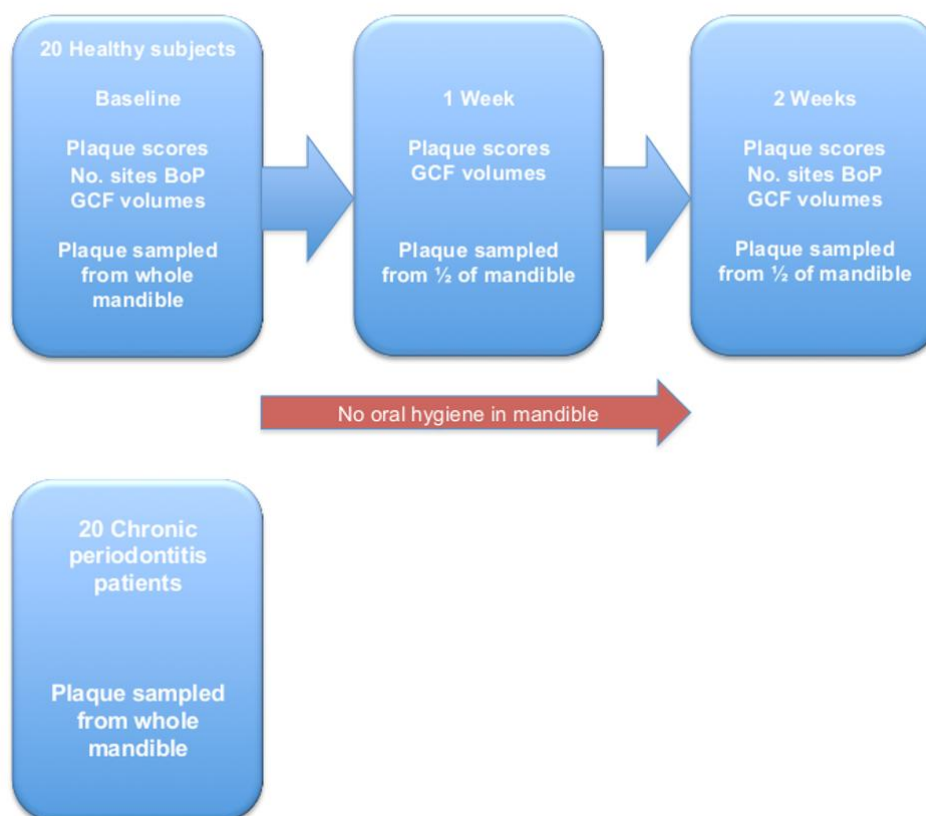 20 Healthy subjects
Baseline
Plaque scores
No. sites BoP
GCF volumes
Plaque sampled
from whole
mandible
1 Week
Plaque scores
GCF volumes
Plaque sampled
from ½ of mandible
2 Weeks
Plaque scores
No. sites BoP
GCF volumes
Plaque sampled
from ½ of mandible
No oral hygiene in mandible
20 Chronic
periodontitis
patients
Plaque sampled
from whole
mandible